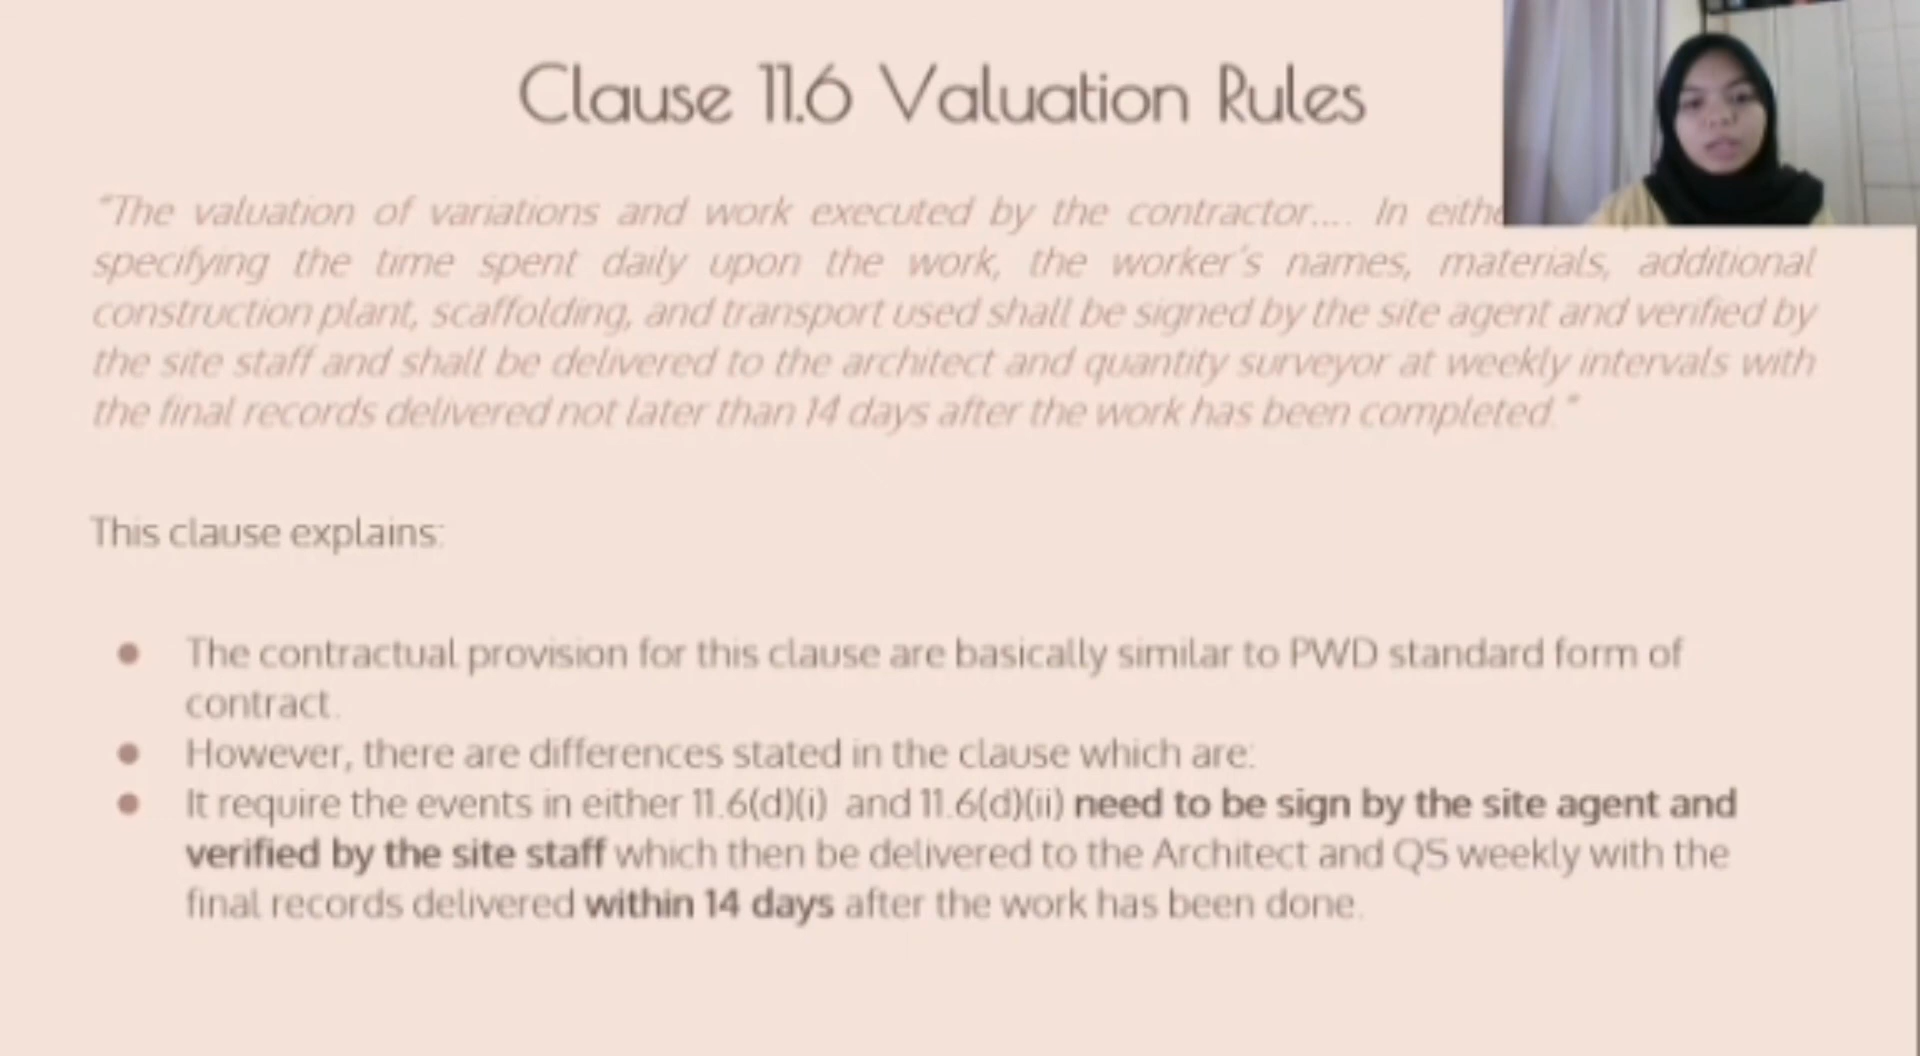 Clause 11.6 Valuation Rules
"The valuation of variations and work executed by the contractor.... In
specifying the time spent daily upon the work, the worker's names, materials, additional
construction plant, scaffolding, and transport used shall be signed by the site agent and verified by
the site staff and shall be delivered to the architect and quantity surveyor at weekly intervals with
the final records delivered not later than 14 days after the work has been completed."
This clause explains:
The contractual provision for this clause are basically similar to PWD standard form of
contract.
However, there are differences stated in the clause which are:
It require the events in either 11.6(d)(i) and 11.6(d)(ii) need to be sign by the site agent and
verified by the site staff which then be delivered to the Architect and QS weekly with the
final records delivered within 14 days after the work has been done.